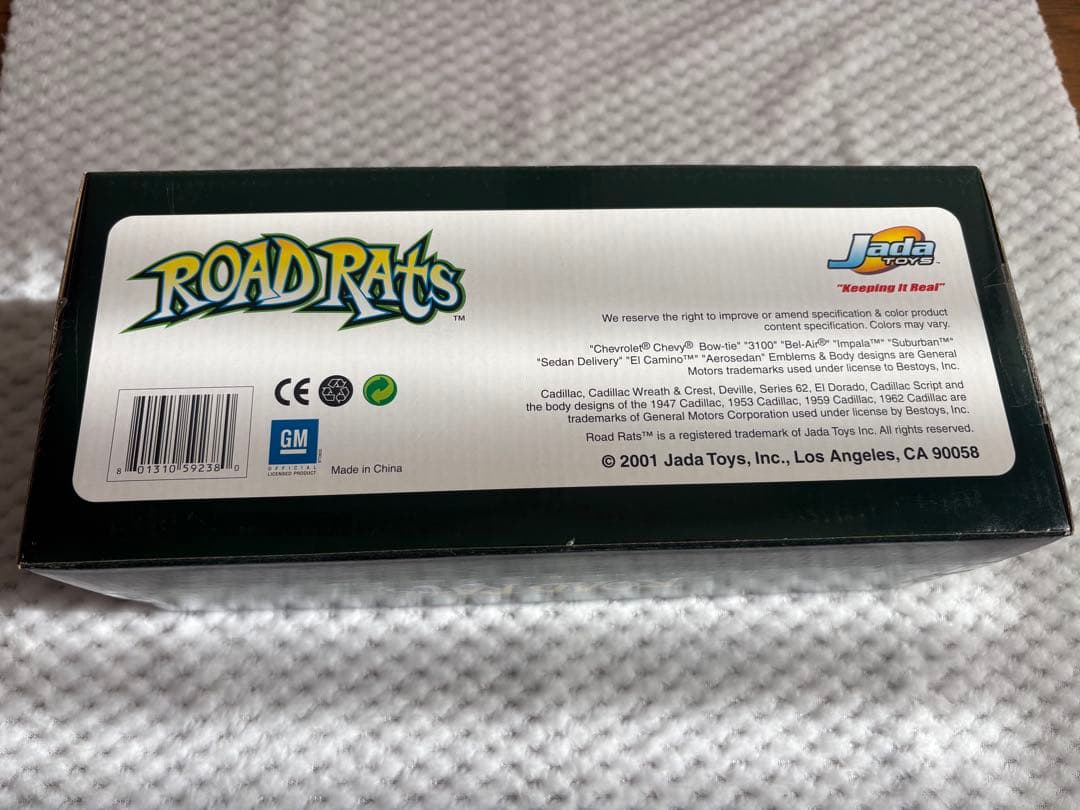 ROAD RATS™
Jada
TOYS™
"Keeping It Real"
We reserve the right to improve or amend specification & color product
content specification. Colors may vary.
"Chevrolet® Chevy® Bow-tie" "3100" "Bel-Air®" "Impala™" "Suburban™"
"Sedan Delivery" "El Camino™" "Aerosedan" Emblems & Body designs are General
Motors trademarks used under license to Bestoys, Inc.
Cadillac, Cadillac Wreath & Crest, Deville, Series 62, El Dorado, Cadillac Script and
the body designs of the 1947 Cadillac, 1953 Cadillac, 1959 Cadillac, 1962 Cadillac are
trademarks of General Motors Corporation used under license by Bestoys, Inc.
Road Rats™ is a registered trademark of Jada Toys Inc. All rights reserved.
© 2001 Jada Toys, Inc., Los Angeles, CA 90058
CE
GM
OFFICIAL
LICENSED PRODUCT
Made in China
8 01310 59238 0